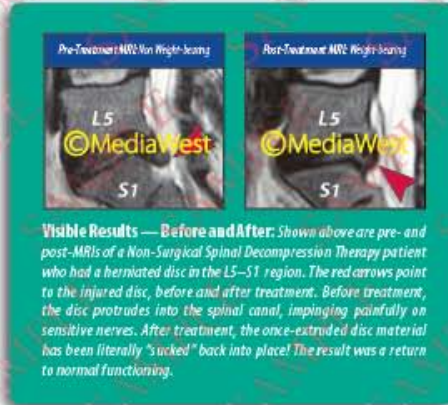 Pre-Treatment MRI: Non Weight-bearing
Post-Treatment MRI: Weight-bearing
L5
©MediaWest
S1
L5
©MediaWest
S1
Visible Results — Before and After: Shown above are pre- and
post-MRIs of a Non-Surgical Spinal Decompression Therapy patient
who had a herniated disc in the L5–S1 region. The red arrows point
to the injured disc, before and after treatment. Before treatment,
the disc protrudes into the spinal canal, impinging painfully on
sensitive nerves. After treatment, the once-extruded disc material
has been literally "sucked" back into place! The result was a return
to normal functioning.